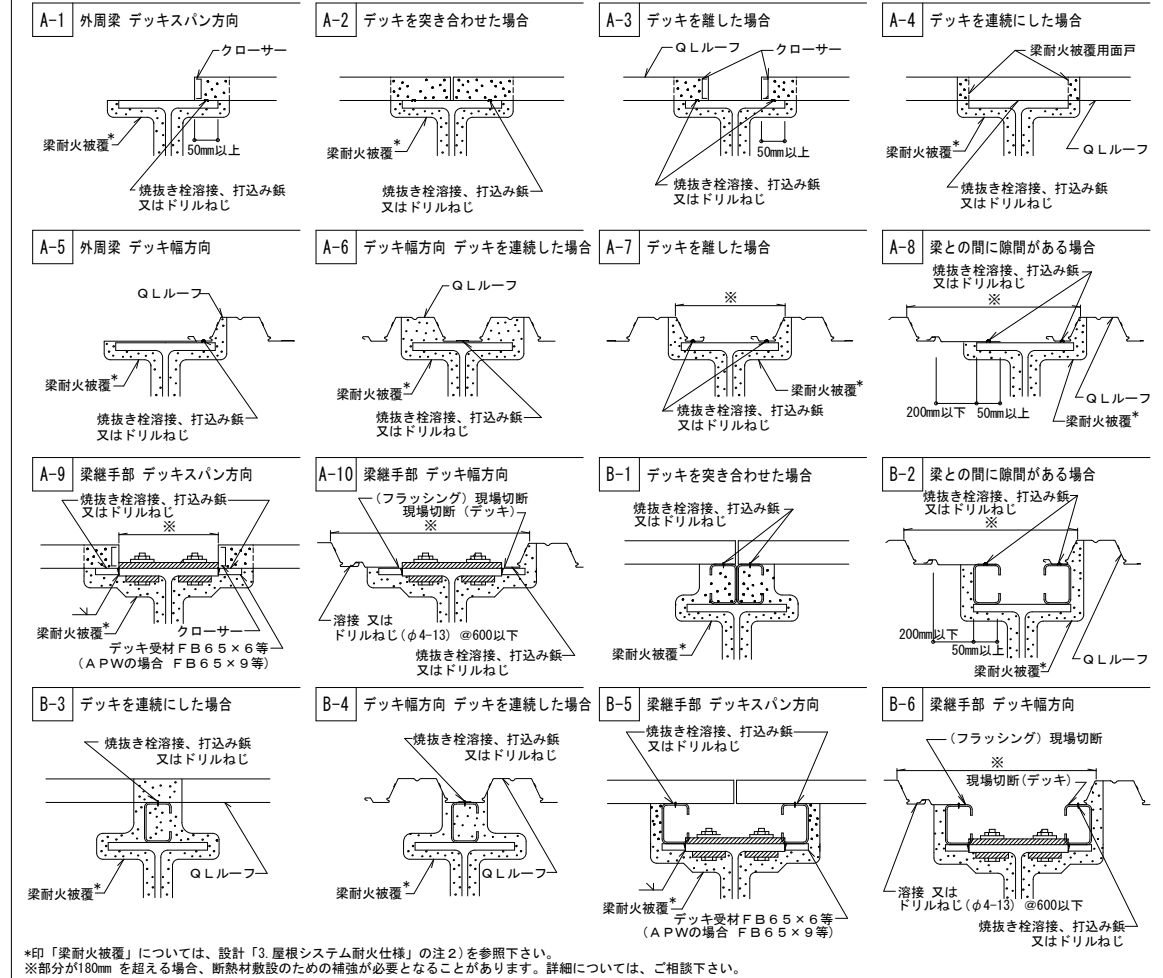 A-1 外周梁 デッキスパン方向
クローサー
梁耐火被覆*
50mm以上
焼抜き栓溶接、打込み鋲
又はドリルねじ
A-2 デッキを突き合わせた場合
梁耐火被覆*
焼抜き栓溶接、打込み鋲
又はドリルねじ
A-3 デッキを離した場合
QLルーフ
クローサー
梁耐火被覆*
50mm以上
焼抜き栓溶接、打込み鋲
又はドリルねじ
A-4 デッキを連続にした場合
梁耐火被覆用面戸
梁耐火被覆*
QLルーフ
焼抜き栓溶接、打込み鋲
又はドリルねじ
A-5 外周梁 デッキ幅方向
QLルーフ
梁耐火被覆*
焼抜き栓溶接、打込み鋲
又はドリルねじ
A-6 デッキ幅方向 デッキを連続した場合
QLルーフ
梁耐火被覆*
焼抜き栓溶接、打込み鋲
又はドリルねじ
A-7 デッキを離した場合
※
梁耐火被覆*
焼抜き栓溶接、打込み鋲
又はドリルねじ
A-8 梁との間に隙間がある場合
焼抜き栓溶接、打込み鋲
又はドリルねじ
※
200mm以下
50mm以上
QLルーフ
梁耐火被覆*
A-9 梁継手部 デッキスパン方向
焼抜き栓溶接、打込み鋲
又はドリルねじ
※
梁耐火被覆*
クローサー
デッキ受材FB65×6等
(APWの場合 FB65×9等)
A-10 梁継手部 デッキ幅方向
(フラッシング)現場切断
現場切断(デッキ)
※
溶接 又は
ドリルねじ(φ4-13) @600以下
焼抜き栓溶接、打込み鋲
又はドリルねじ
B-1 デッキを突き合わせた場合
焼抜き栓溶接、打込み鋲
又はドリルねじ
梁耐火被覆*
B-2 梁との間に隙間がある場合
焼抜き栓溶接、打込み鋲
又はドリルねじ
※
200mm以下
50mm以上
QLルーフ
梁耐火被覆*
B-3 デッキを連続にした場合
焼抜き栓溶接、打込み鋲
又はドリルねじ
梁耐火被覆*
QLルーフ
B-4 デッキ幅方向 デッキを連続した場合
焼抜き栓溶接、打込み鋲
又はドリルねじ
梁耐火被覆*
QLルーフ
B-5 梁継手部 デッキスパン方向
焼抜き栓溶接、打込み鋲
又はドリルねじ
梁耐火被覆*
デッキ受材FB65×6等
(APWの場合 FB65×9等)
B-6 梁継手部 デッキ幅方向
(フラッシング)現場切断
※
現場切断(デッキ)
溶接 又は
ドリルねじ(φ4-13) @600以下
焼抜き栓溶接、打込み鋲
又はドリルねじ
*印「梁耐火被覆」については、設計「3.屋根システム耐火仕様」の注2)を参照下さい。
※部分が180mm を超える場合、断熱材敷設のための補強が必要となることがあります。詳細については、ご相談下さい。